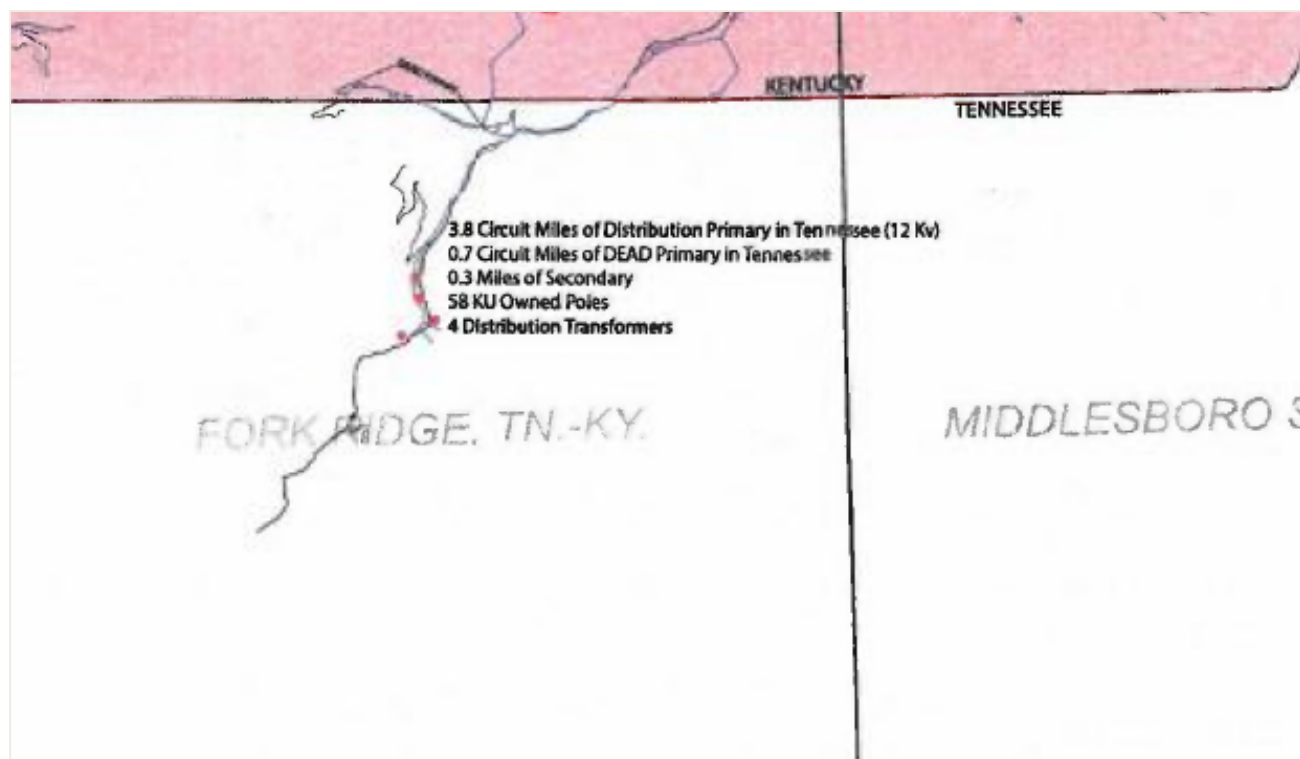 KENTUCKY
TENNESSEE
3.8 Circuit Miles of Distribution Primary in Tennessee (12 Kv)
0.7 Circuit Miles of DEAD Primary in Tennessee
0.3 Miles of Secondary
58 KU Owned Poles
4 Distribution Transformers
FORK RIDGE, TN.-KY.
MIDDLESBORO